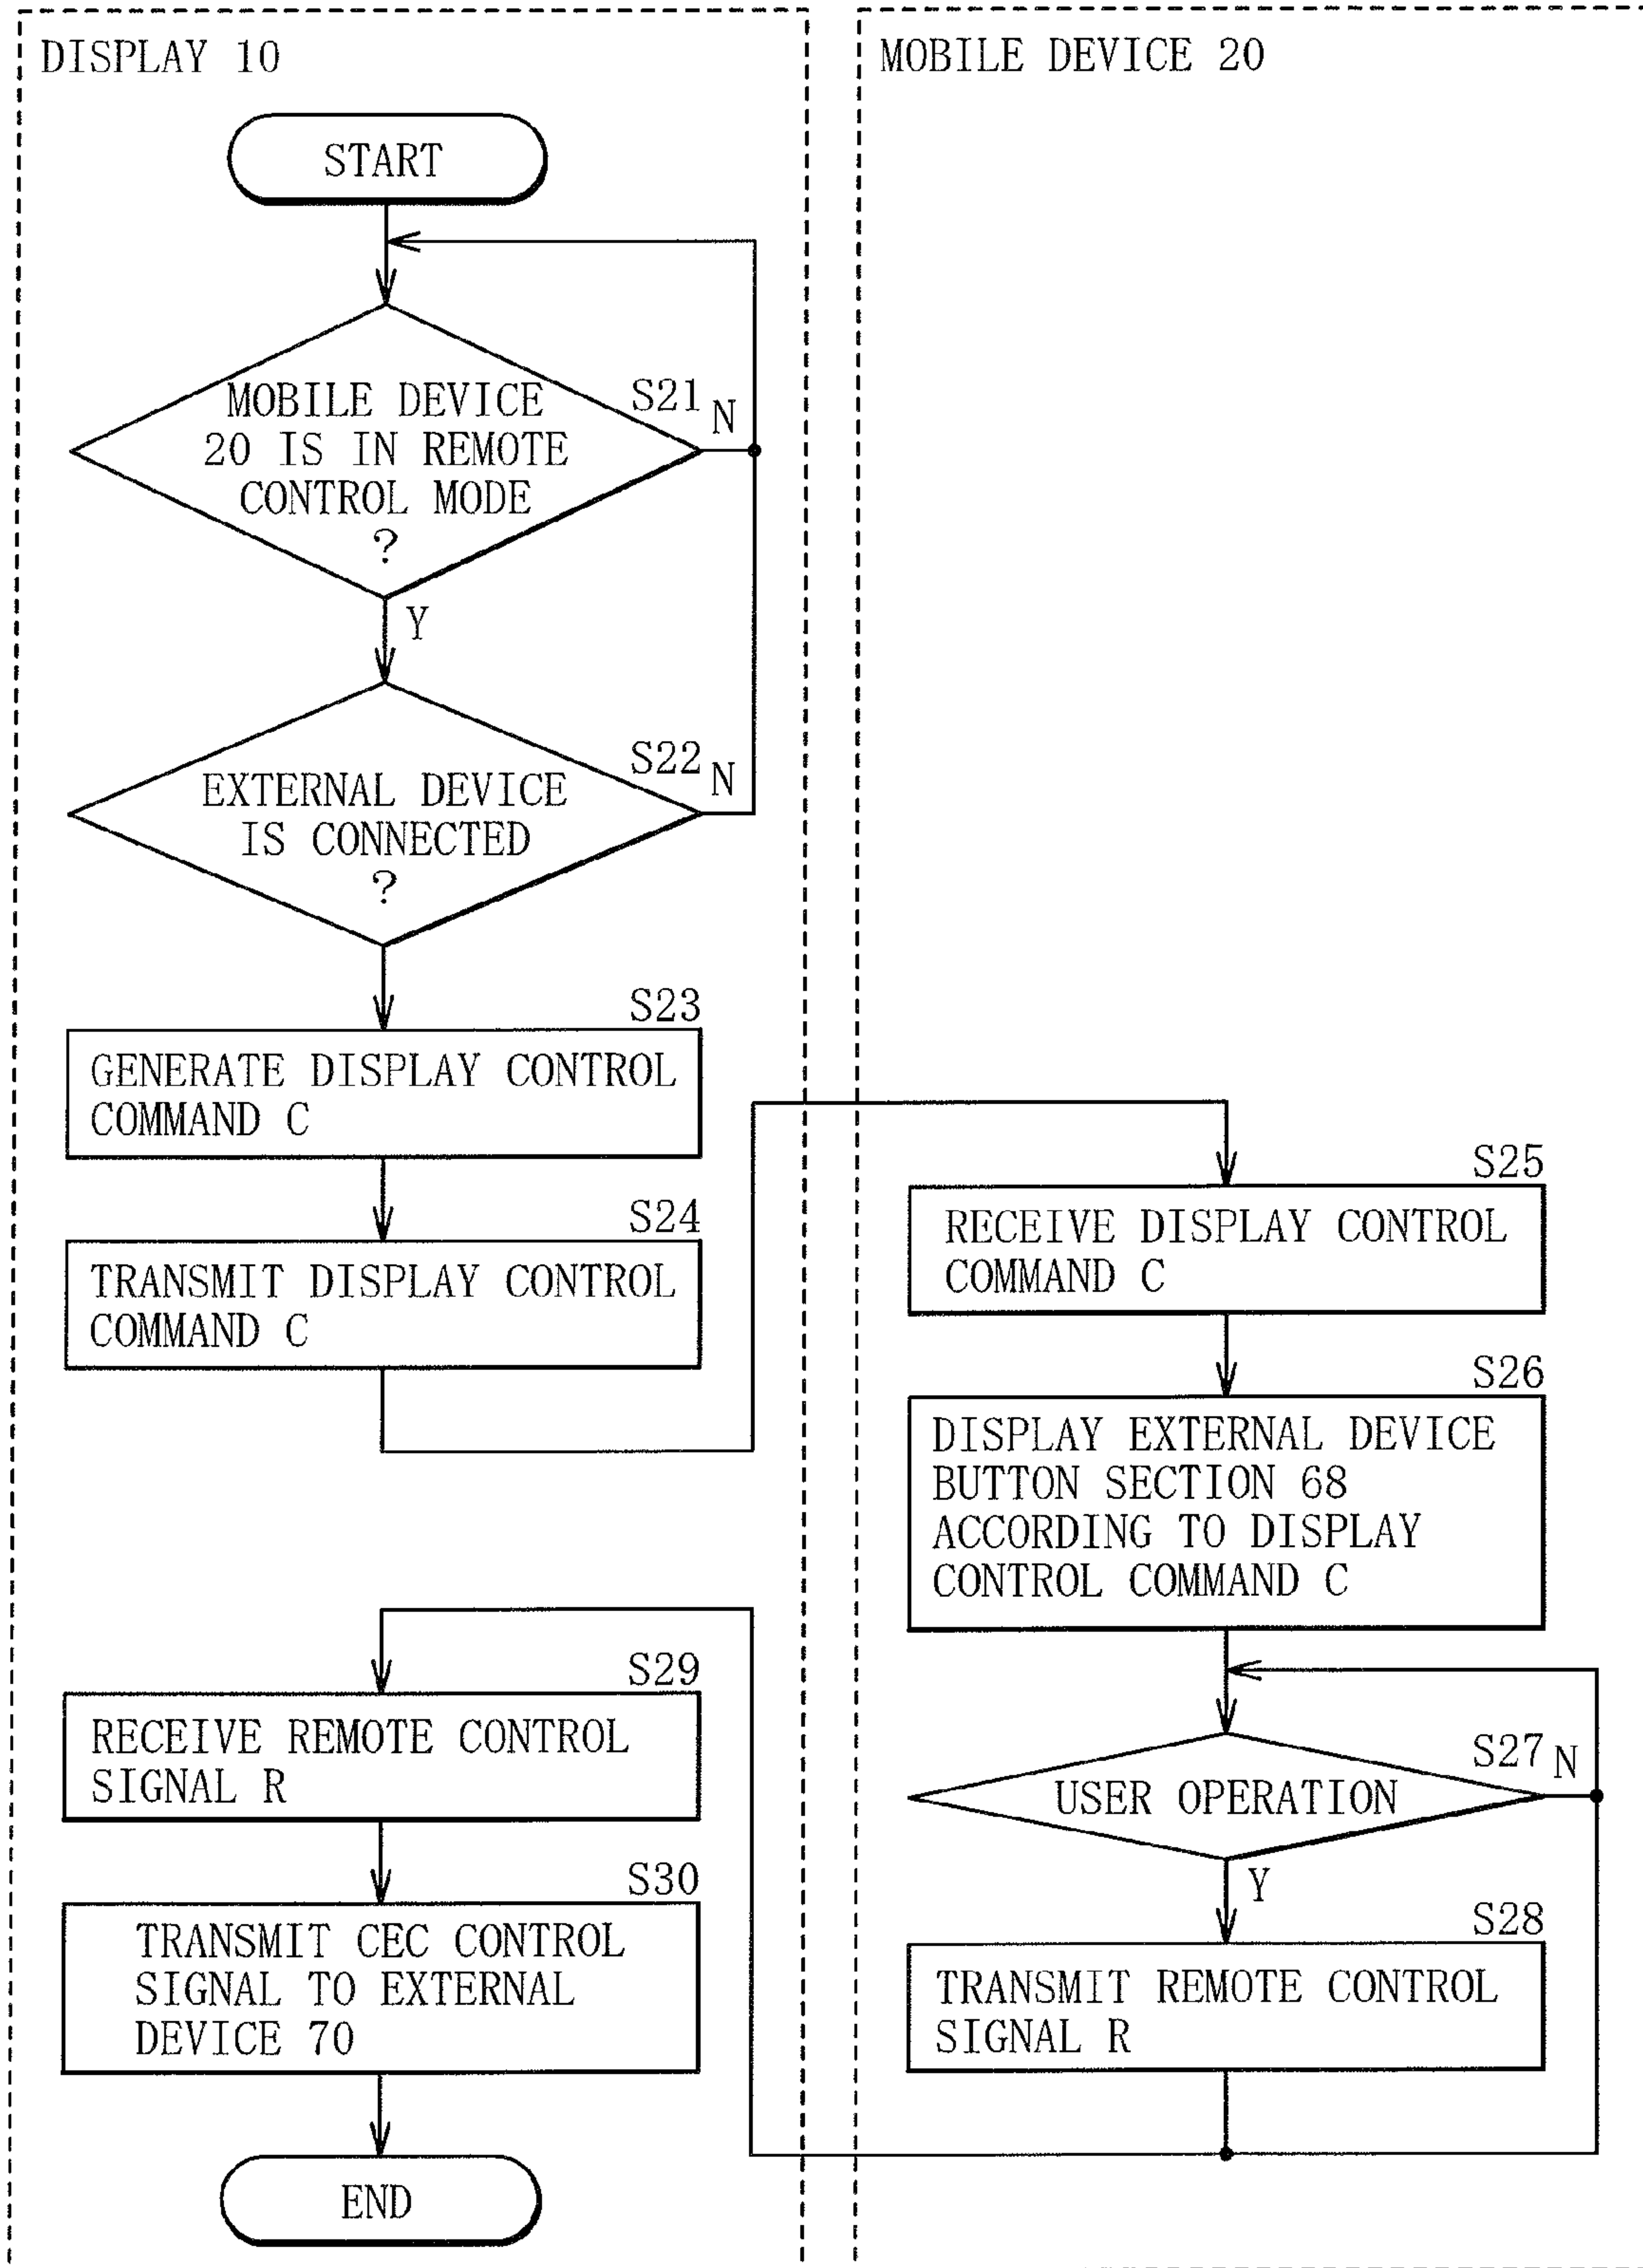 DISPLAY 10
START
MOBILE DEVICE
20 IS IN REMOTE
CONTROL MODE
?
S21
N
Y
EXTERNAL DEVICE
IS CONNECTED
?
S22
N
S23
GENERATE DISPLAY CONTROL
COMMAND C
S24
TRANSMIT DISPLAY CONTROL
COMMAND C
MOBILE DEVICE 20
S25
RECEIVE DISPLAY CONTROL
COMMAND C
S26
DISPLAY EXTERNAL DEVICE
BUTTON SECTION 68
ACCORDING TO DISPLAY
CONTROL COMMAND C
S27
N
USER OPERATION
Y
S28
TRANSMIT REMOTE CONTROL
SIGNAL R
S29
RECEIVE REMOTE CONTROL
SIGNAL R
S30
TRANSMIT CEC CONTROL
SIGNAL TO EXTERNAL
DEVICE 70
END